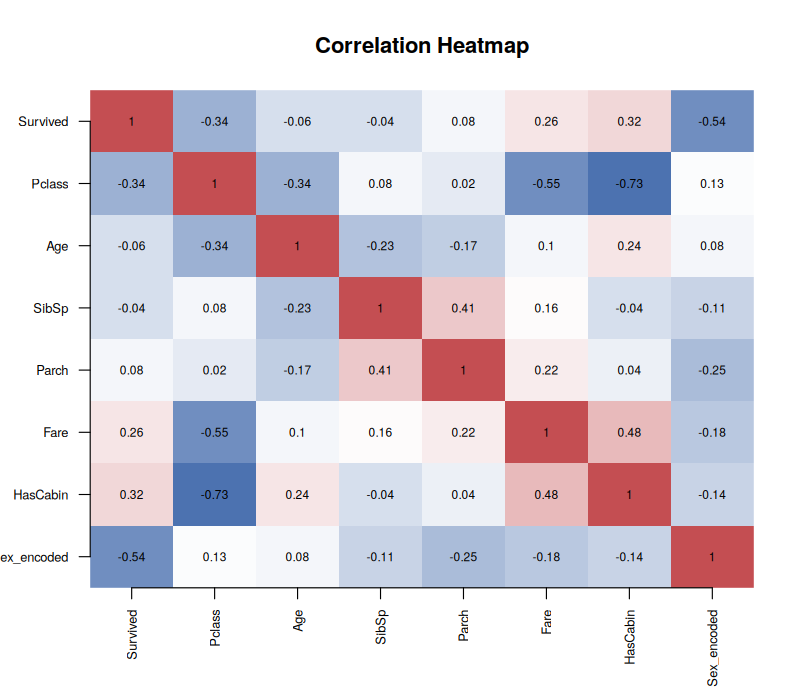 Correlation Heatmap
Survived 1 -0.34 -0.06 -0.04 0.08 0.26 0.32 -0.54
Pclass -0.34 1 -0.34 0.08 0.02 -0.55 -0.73 0.13
Age -0.06 -0.34 1 -0.23 -0.17 0.1 0.24 0.08
SibSp -0.04 0.08 -0.23 1 0.41 0.16 -0.04 -0.11
Parch 0.08 0.02 -0.17 0.41 1 0.22 0.04 -0.25
Fare 0.26 -0.55 0.1 0.16 0.22 1 0.48 -0.18
HasCabin 0.32 -0.73 0.24 -0.04 0.04 0.48 1 -0.14
ex_encoded -0.54 0.13 0.08 -0.11 -0.25 -0.18 -0.14 1
Survived Pclass Age SibSp Parch Fare HasCabin Sex_encoded